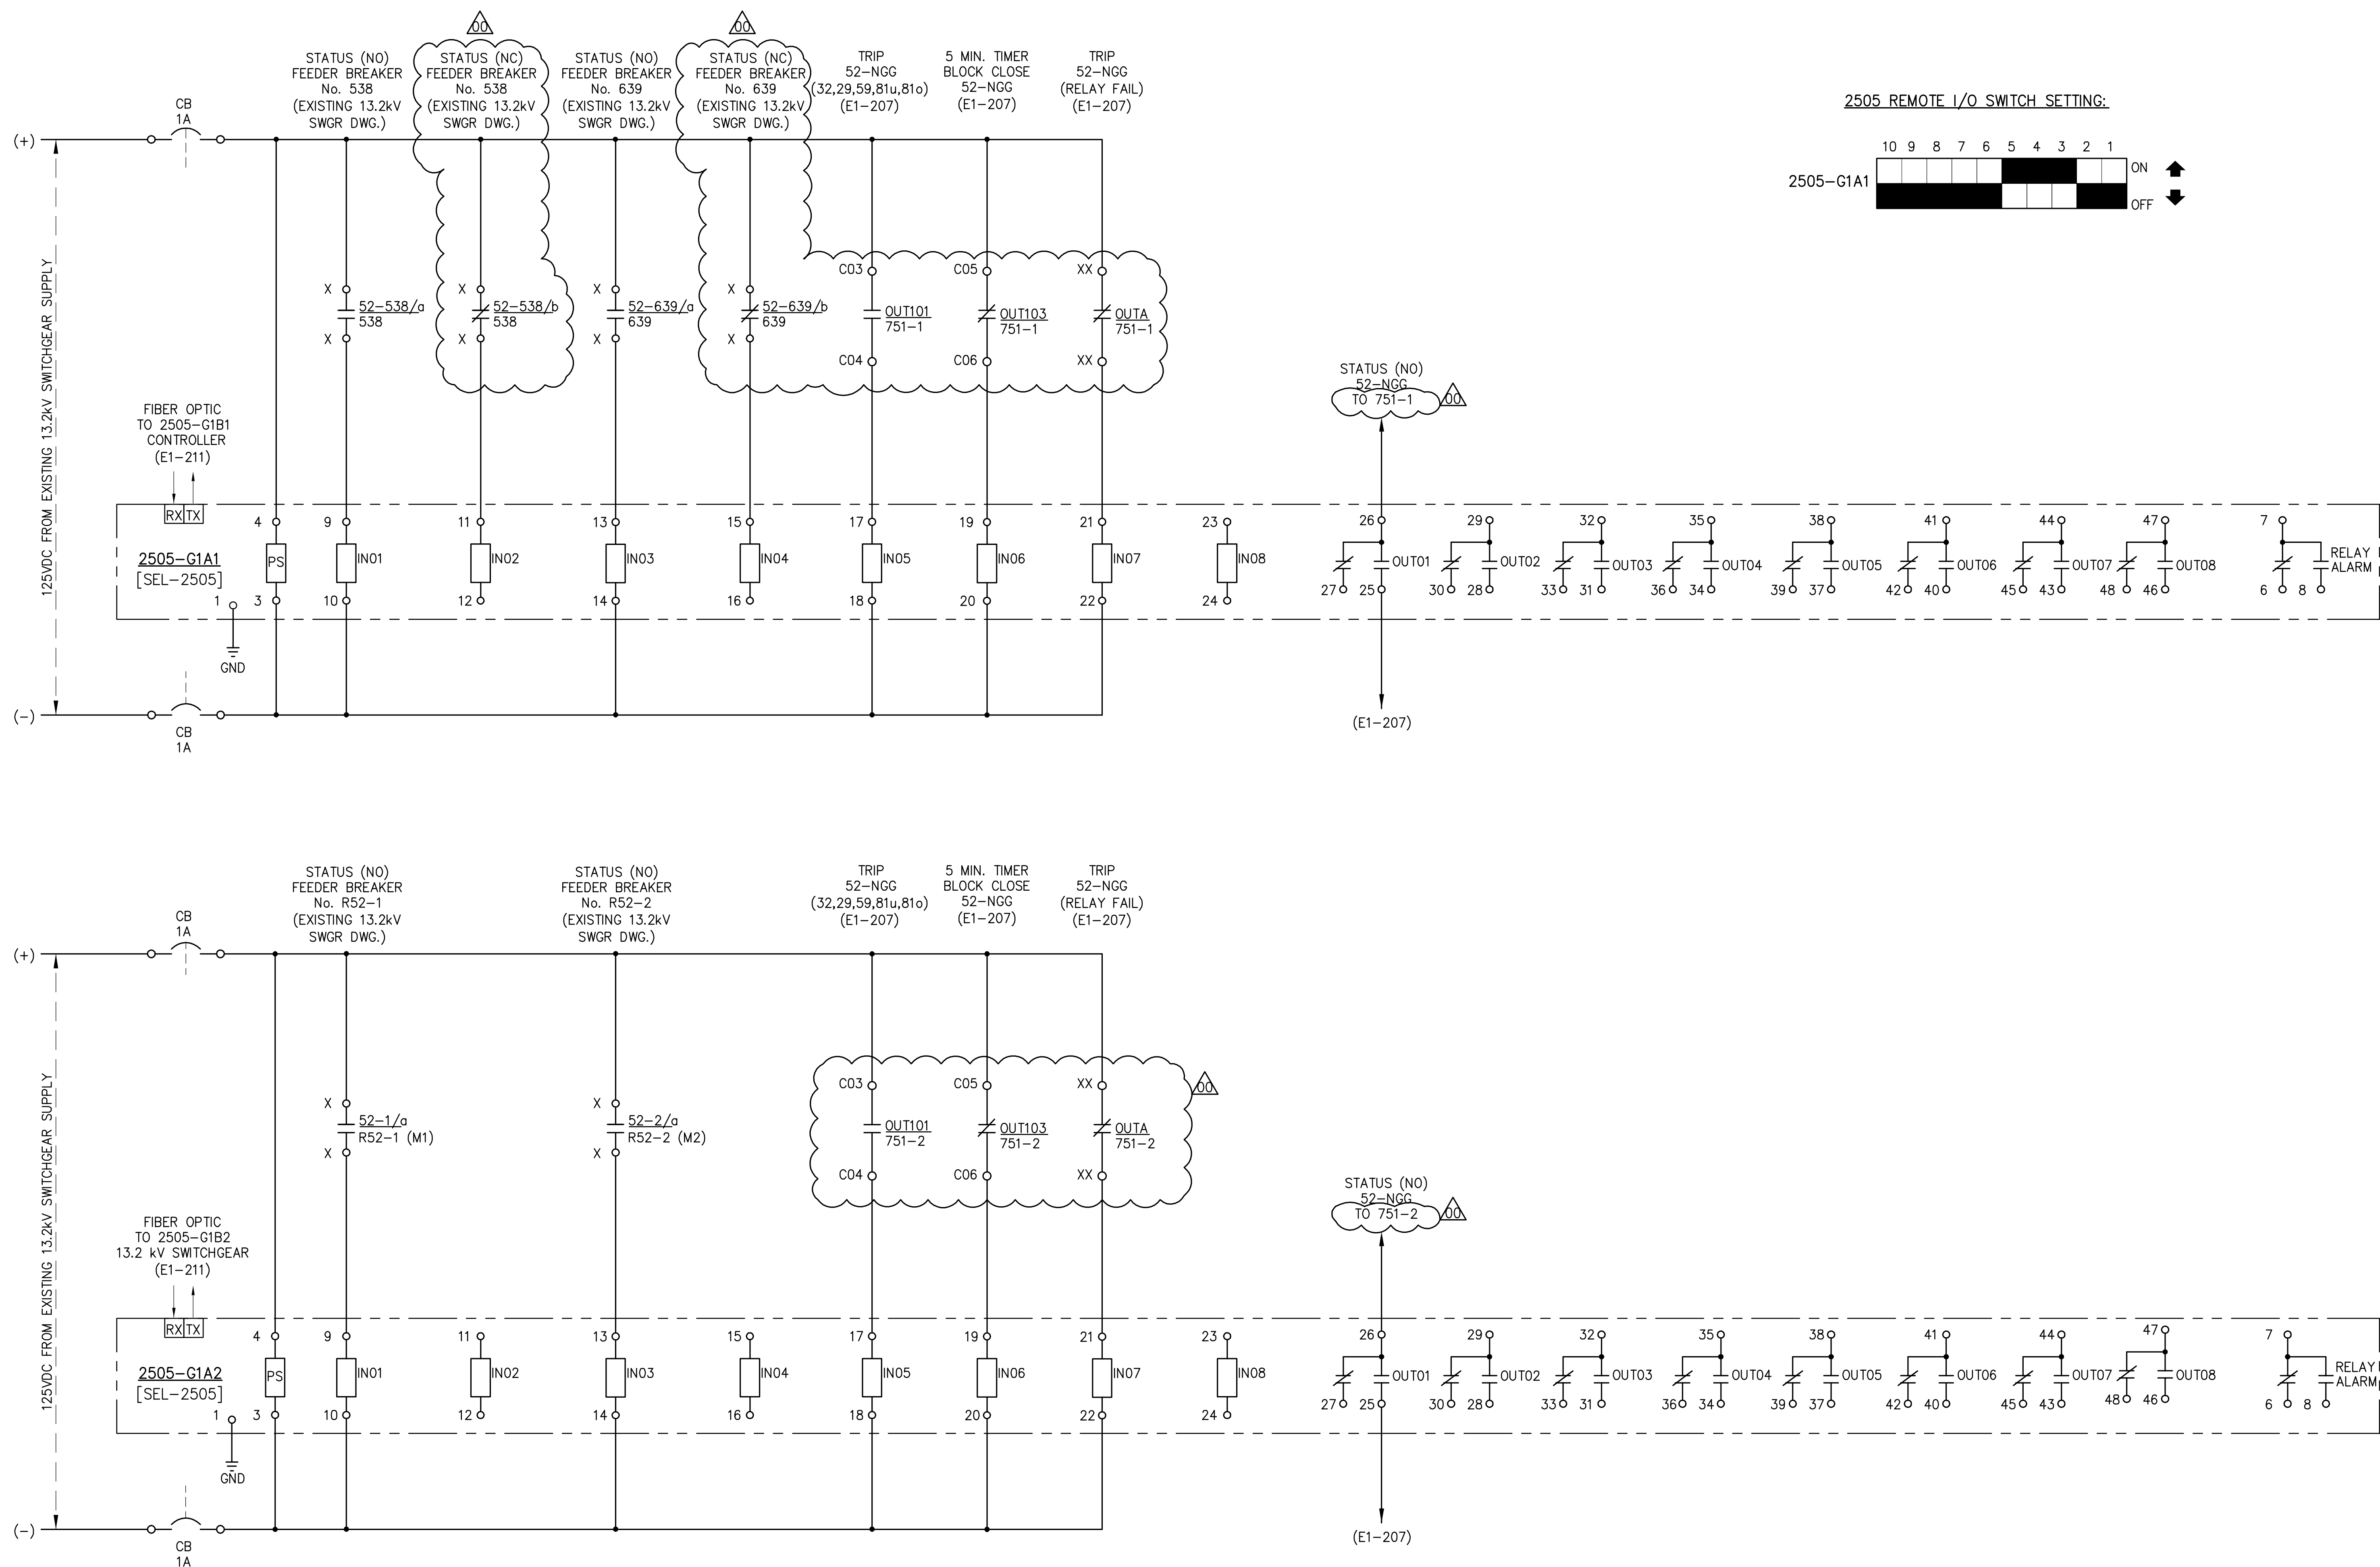 00
00
STATUS (NO)
FEEDER BREAKER
No. 538
(EXISTING 13.2kV
SWGR DWG.)
STATUS (NC)
FEEDER BREAKER
No. 538
(EXISTING 13.2kV
SWGR DWG.)
STATUS (NO)
FEEDER BREAKER
No. 639
(EXISTING 13.2kV
SWGR DWG.)
STATUS (NC)
FEEDER BREAKER
No. 639
(EXISTING 13.2kV
SWGR DWG.)
TRIP
52-NGG
(32,29,59,81u,81o)
(E1-207)
5 MIN. TIMER
BLOCK CLOSE
52-NGG
(E1-207)
TRIP
52-NGG
(RELAY FAIL)
(E1-207)
2505 REMOTE I/O SWITCH SETTING:
10 9 8 7 6 5 4 3 2 1
2505-G1A1
ON
OFF
CB
1A
(+)
125VDC FROM EXISTING 13.2kV SWITCHGEAR SUPPLY
X
52-538/a
538
X
X
52-538/b
538
X
X
52-639/a
639
X
X
52-639/b
639
X
C03
OUT101
751-1
C04
C05
OUT103
751-1
C06
XX
OUTA
751-1
XX
STATUS (NO)
52-NGG
TO 751-1
00
FIBER OPTIC
TO 2505-G1B1
CONTROLLER
(E1-211)
RX TX
2505-G1A1
[SEL-2505]
1
GND
4
PS
3
9
IN01
10
11
IN02
12
13
IN03
14
15
IN04
16
17
IN05
18
19
IN06
20
21
IN07
22
23
IN08
24
26
OUT01
27 25
29
OUT02
30 28
32
OUT03
33 31
35
OUT04
36 34
38
OUT05
39 37
41
OUT06
42 40
44
OUT07
45 43
47
OUT08
48 46
7
RELAY
ALARM
6 8
(-)
CB
1A
(E1-207)
STATUS (NO)
FEEDER BREAKER
No. R52-1
(EXISTING 13.2kV
SWGR DWG.)
STATUS (NO)
FEEDER BREAKER
No. R52-2
(EXISTING 13.2kV
SWGR DWG.)
TRIP
52-NGG
(32,29,59,81u,81o)
(E1-207)
5 MIN. TIMER
BLOCK CLOSE
52-NGG
(E1-207)
TRIP
52-NGG
(RELAY FAIL)
(E1-207)
CB
1A
(+)
125VDC FROM EXISTING 13.2kV SWITCHGEAR SUPPLY
X
52-1/a
R52-1 (M1)
X
X
52-2/a
R52-2 (M2)
X
C03
OUT101
751-2
C04
C05
OUT103
751-2
C06
XX
OUTA
751-2
XX
00
STATUS (NO)
52-NGG
TO 751-2
00
FIBER OPTIC
TO 2505-G1B2
13.2 kV SWITCHGEAR
(E1-211)
RX TX
2505-G1A2
[SEL-2505]
1
GND
4
PS
3
9
IN01
10
11
IN02
12
13
IN03
14
15
IN04
16
17
IN05
18
19
IN06
20
21
IN07
22
23
IN08
24
26
OUT01
27 25
29
OUT02
30 28
32
OUT03
33 31
35
OUT04
36 34
38
OUT05
39 37
41
OUT06
42 40
44
OUT07
45 43
47
OUT08
48 46
7
RELAY
ALARM
6 8
(-)
CB
1A
(E1-207)